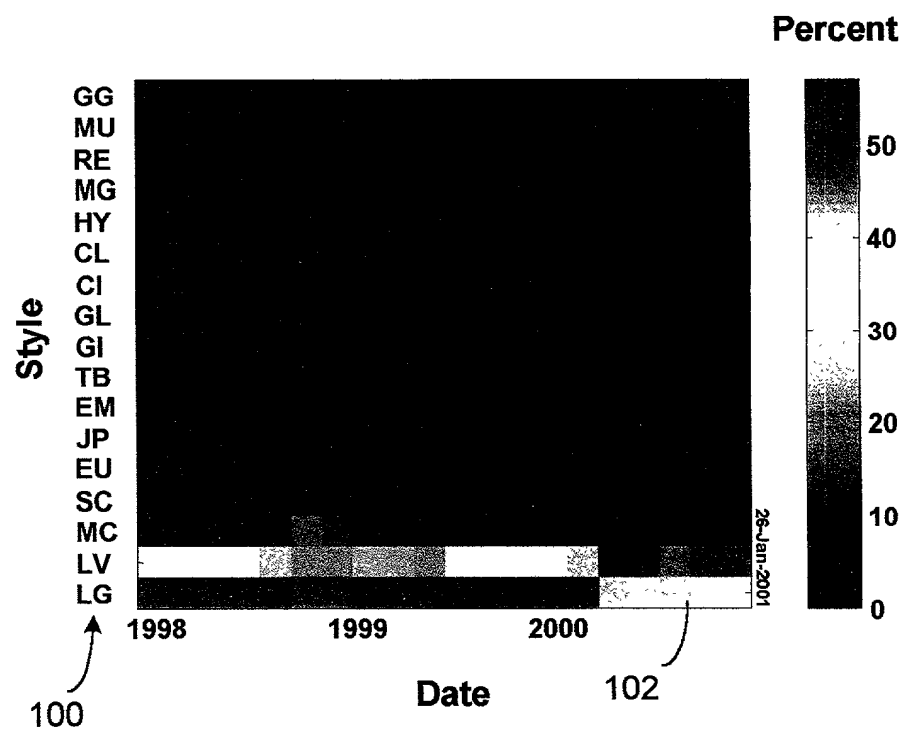 Percent
GG
MU
RE
MG
HY
CL
CI
GL
GI
TB
EM
JP
EU
SC
MC
LV
LG
Style
50
40
30
20
10
0
26-Jan-2001
1998 1999 2000
Date
100
102